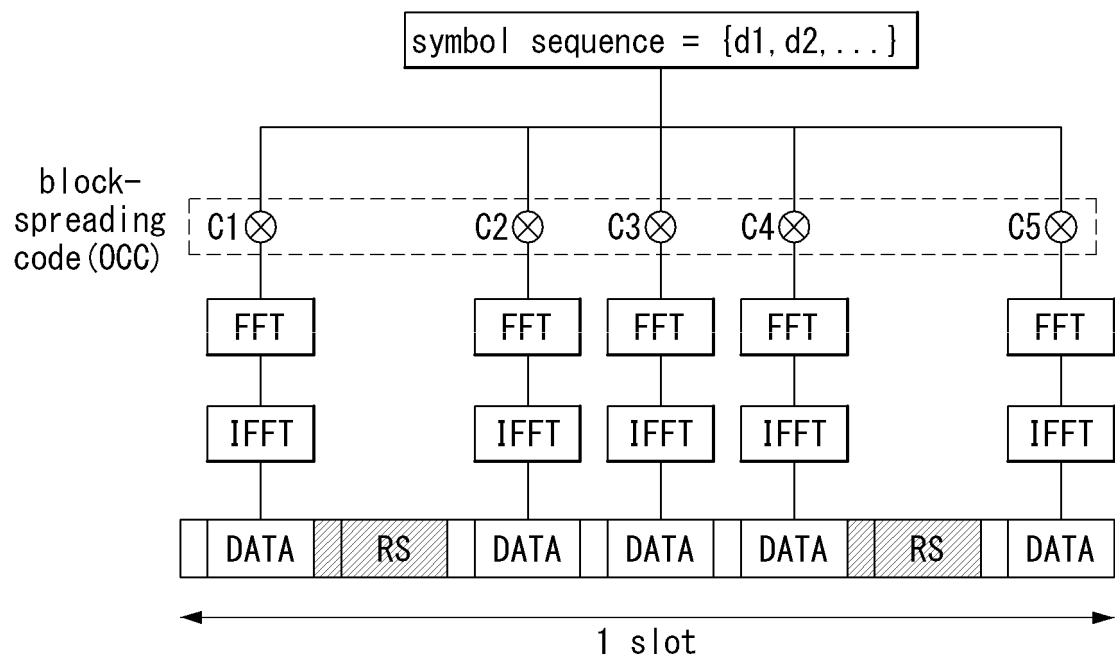 symbol sequence = {d1,d2,...}
block-
spreading
code(OCC)
C1 C2 C3 C4 C5
FFT FFT FFT FFT FFT
IFFT IFFT IFFT IFFT IFFT
DATA RS DATA DATA DATA RS DATA
1 slot